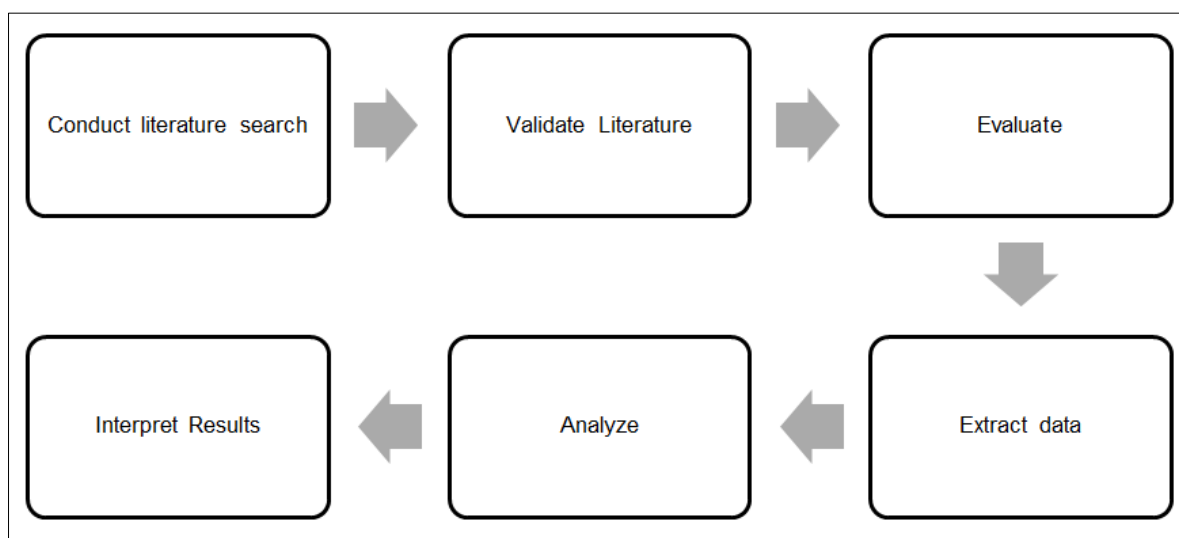 Conduct literature search
Validate Literature
Evaluate
Extract data
Analyze
Interpret Results